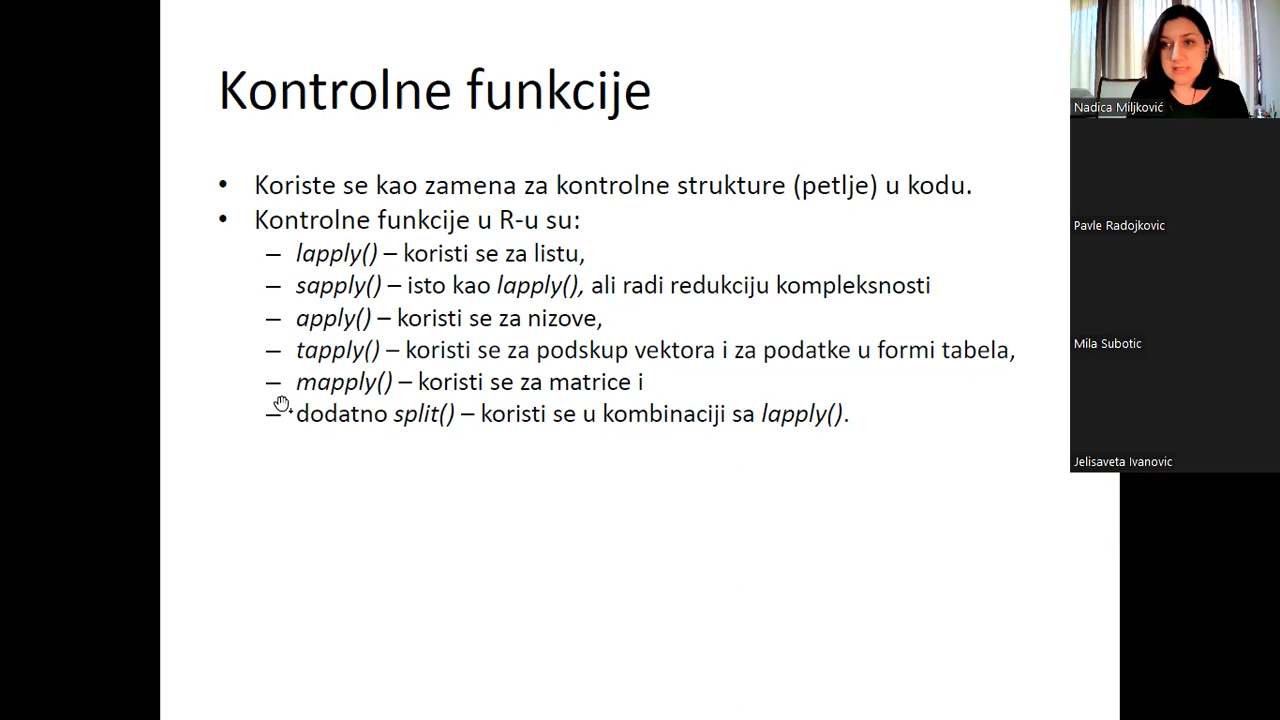 Kontrolne funkcije
• Koriste se kao zamena za kontrolne strukture (petlje) u kodu.
• Kontrolne funkcije u R-u su:
– lapply() – koristi se za listu,
– sapply() – isto kao lapply(), ali radi redukciju kompleksnosti
– apply() – koristi se za nizove,
– tapply() – koristi se za podskup vektora i za podatke u formi tabela,
– mapply() – koristi se za matrice i
– dodatno split() – koristi se u kombinaciji sa lapply().
Nadica Miljković
Pavle Radojkovic
Mila Subotic
Jelisaveta Ivanovic